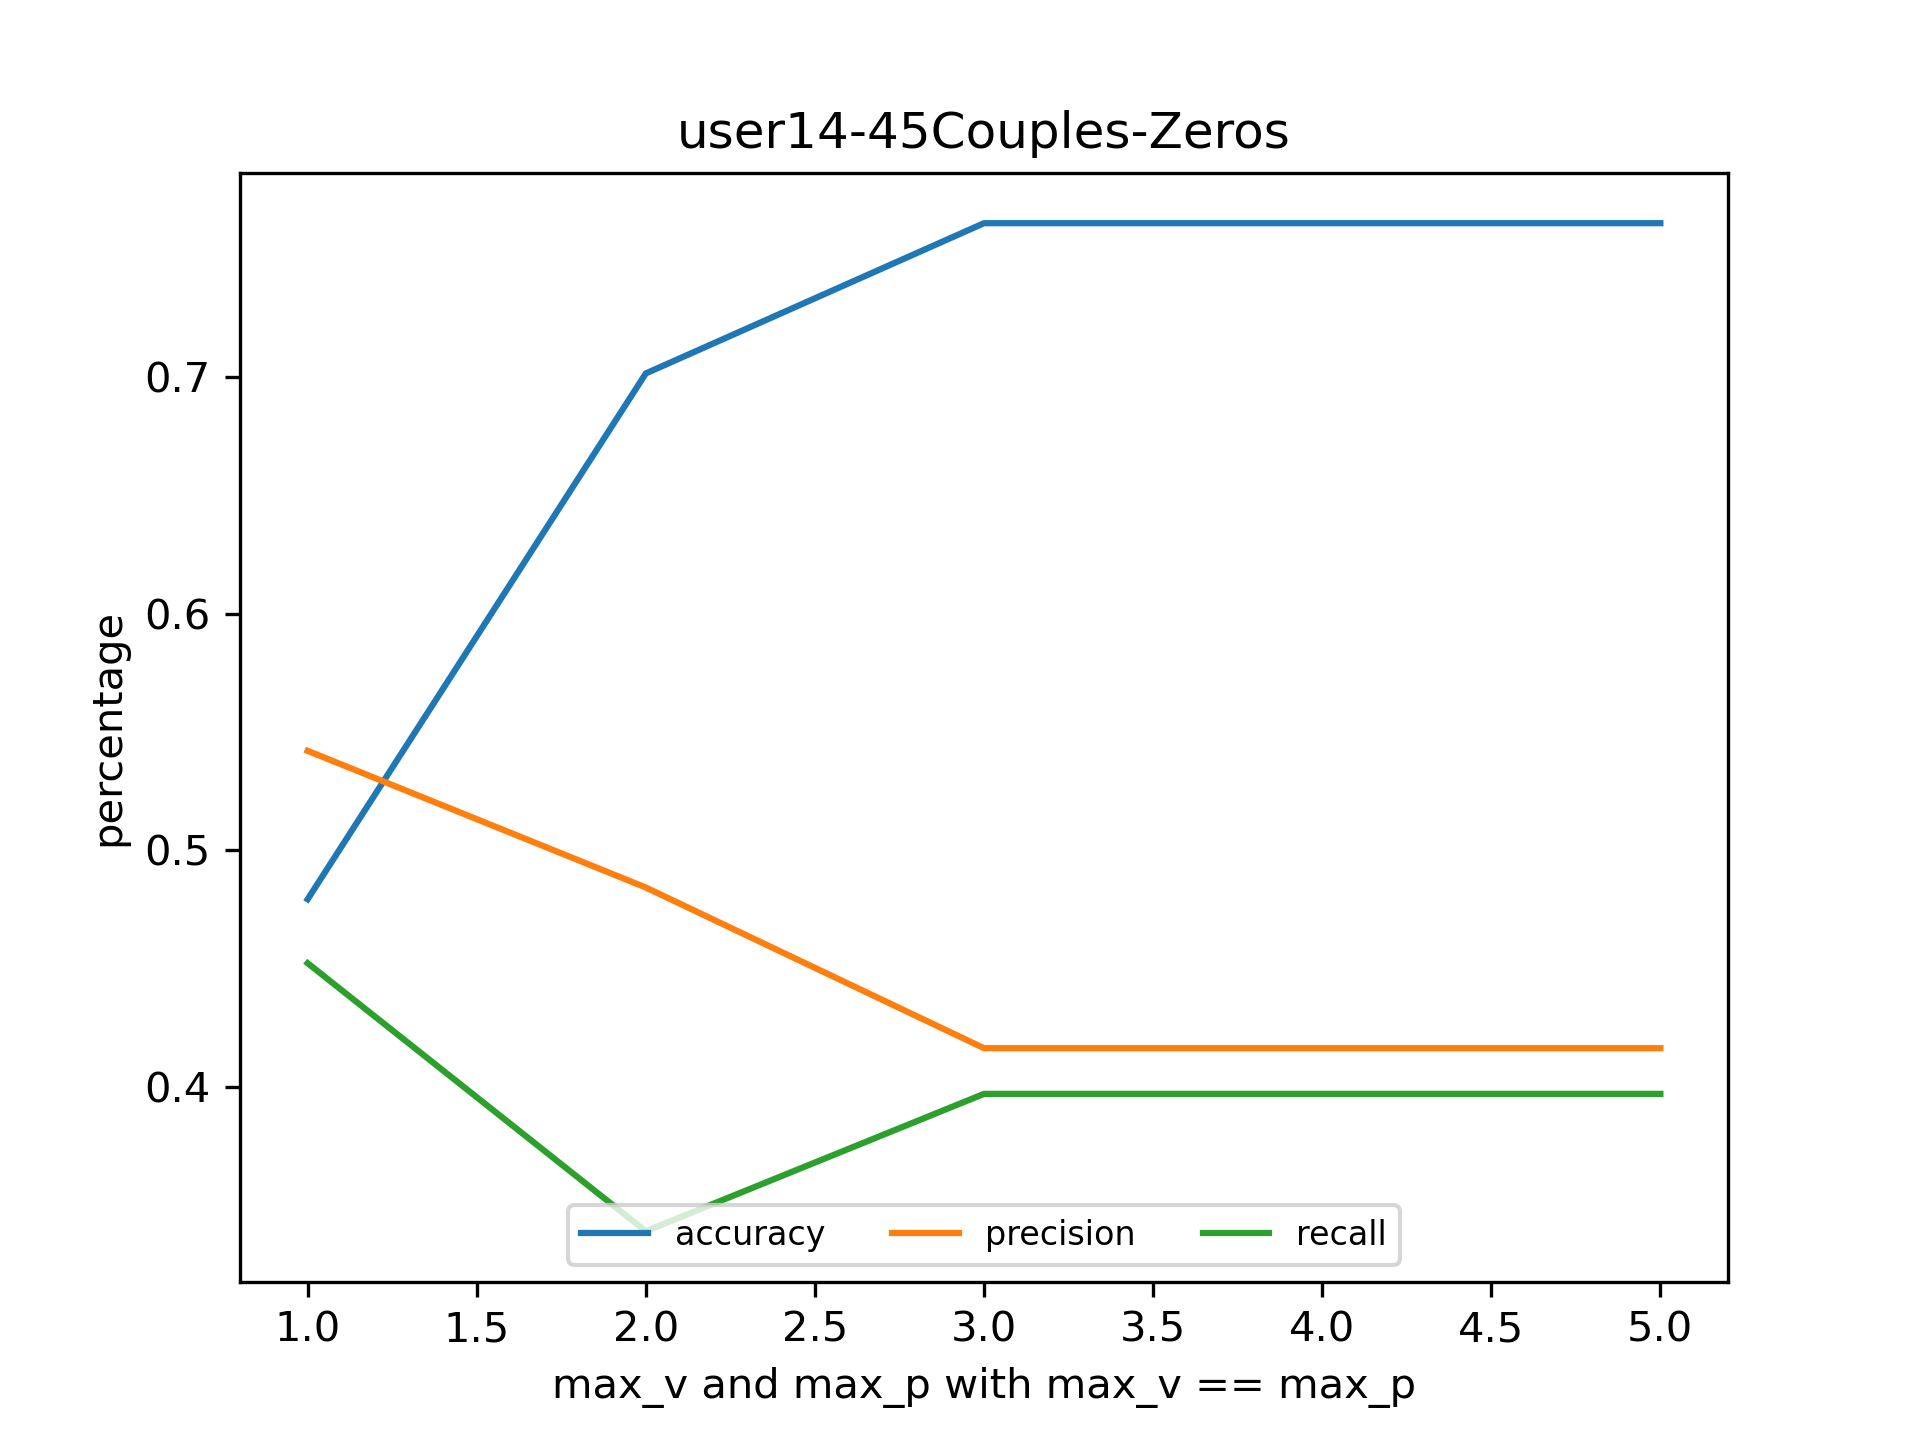 user14-45Couples-Zeros
percentage
0.7
0.6
0.5
0.4
accuracy precision recall
1.0 1.5 2.0 2.5 3.0 3.5 4.0 4.5 5.0
max_v and max_p with max_v == max_p